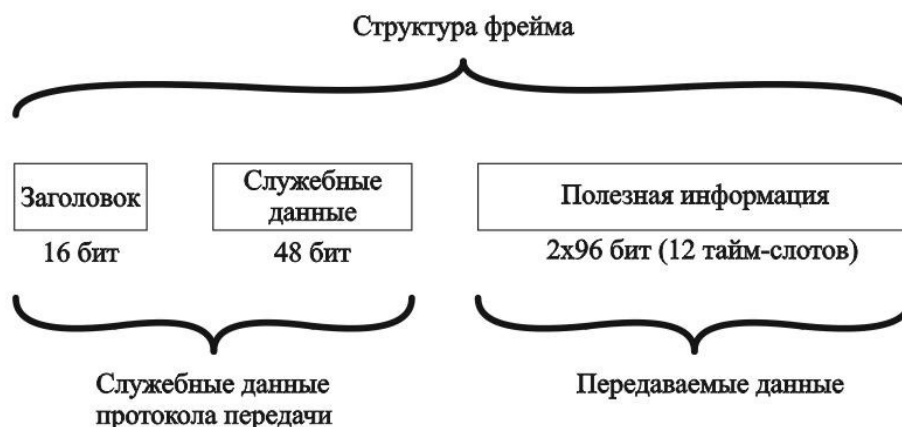 Структура фрейма
Заголовок
Служебные
данные
Полезная информация
16 бит
48 бит
2x96 бит (12 тайм-слотов)
Служебные данные
протокола передачи
Передаваемые данные